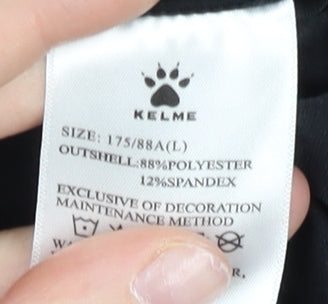 KELME
SIZE: 175/88A(L)
OUTSHELL:88%POLYESTER
12%SPANDEX
EXCLUSIVE OF DECORATION
MAINTENANCE METHOD